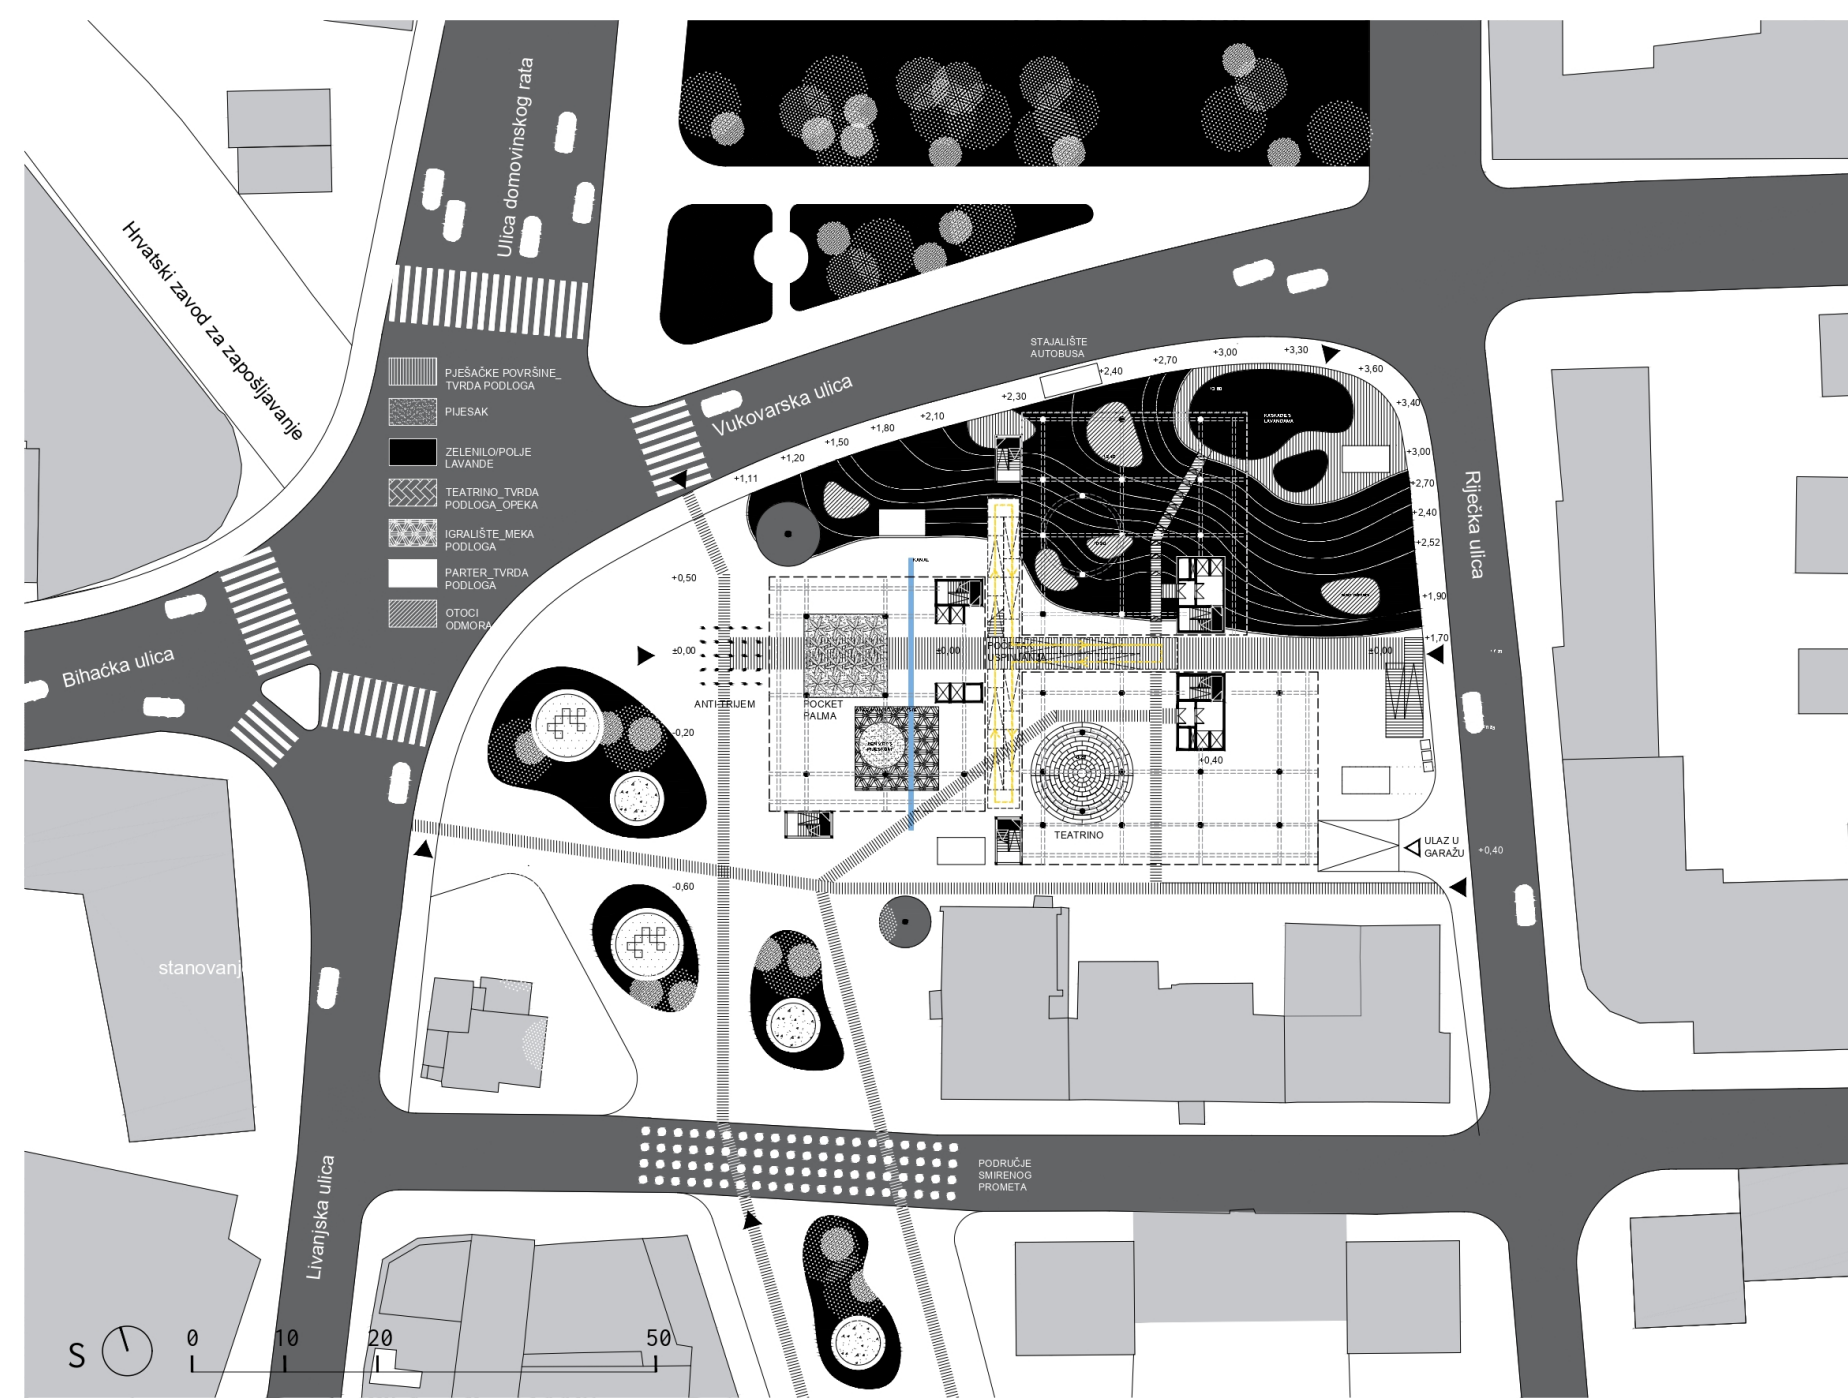 Ulica domovinskog rata
Hrvatski zavod za zapošljavanje
PJEŠAČKE POVRŠINE_
TVRDA PODLOGA
PIJESAK
ZELENILO/POLJE
LAVANDE
TEATRINO_TVRDA
PODLOGA_OPEKA
IGRALIŠTE_MEKA
PODLOGA
PARTER_TVRDA
PODLOGA
OTOCI
ODMORA
Vukovarska ulica
STAJALIŠTE
AUTOBUSA
+1,11
+1,20
+1,50
+1,80
+2,10
+2,30
+2,40
+2,70
+3,00
+3,30
+3,60
+3,40
+3,00
+2,70
+2,40
+2,52
+1,90
+1,70
KASKADE S
LAVANDAMA
Riječka ulica
Bihaćka ulica
+0,50
KANAL
±0,00
±0,00
±0,00
USPINJANJA
ANTI-TRIJEM
POCKET
PALMA
-0,20
+0,40
TEATRINO
ULAZ U
GARAŽU
+0,40
-0,60
stanovanj
PODRUČJE
SMIRENOG
PROMETA
Livanjska ulica
S
0 10 20 50